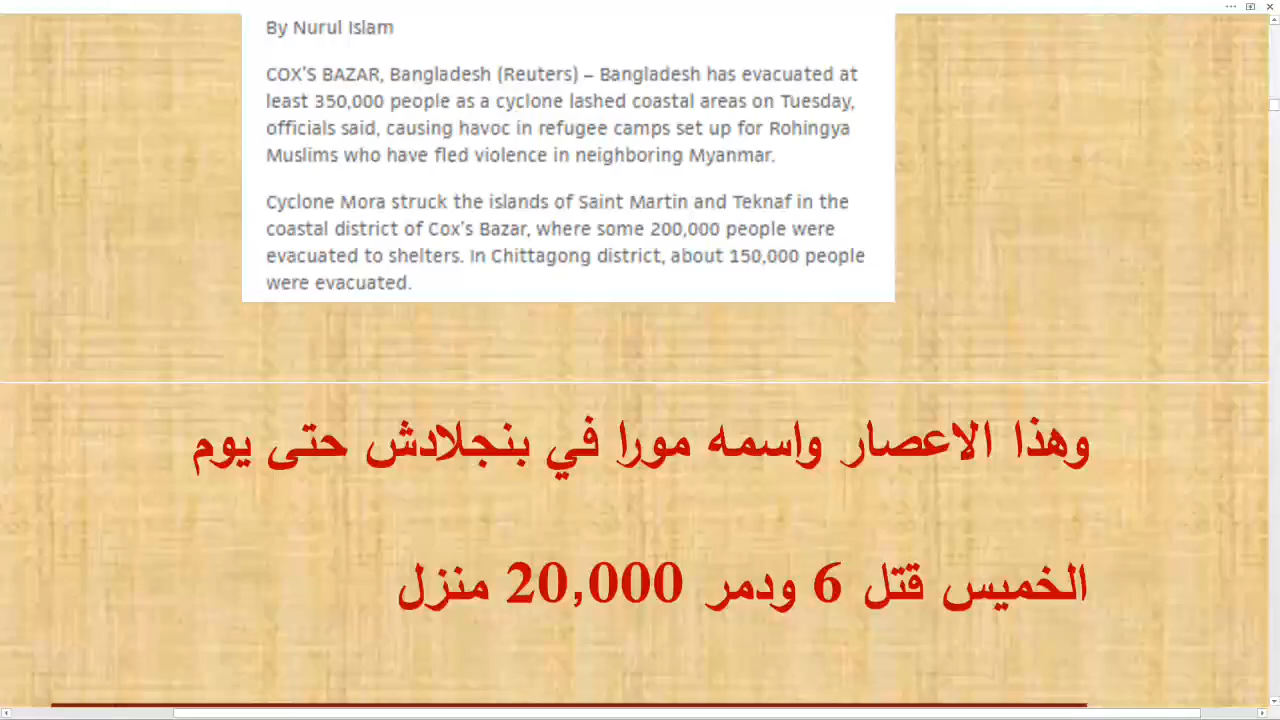 By Nurul Islam
COX'S BAZAR, Bangladesh (Reuters) – Bangladesh has evacuated at
least 350,000 people as a cyclone lashed coastal areas on Tuesday,
officials said, causing havoc in refugee camps set up for Rohingya
Muslims who have fled violence in neighboring Myanmar.
Cyclone Mora struck the islands of Saint Martin and Teknaf in the
coastal district of Cox's Bazar, where some 200,000 people were
evacuated to shelters. In Chittagong district, about 150,000 people
were evacuated.
وهذا الاعصار واسمه مورا في بنجلادش حتى يوم
الخميس قتل 6 ودمر 20,000 منزل